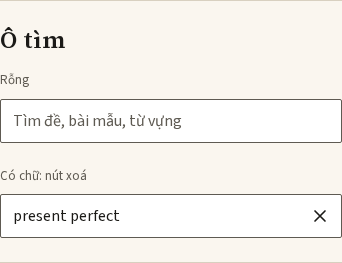 Ô tìm
Rỗng
Tìm đề, bài mẫu, từ vựng
Có chữ: nút xoá
present perfect